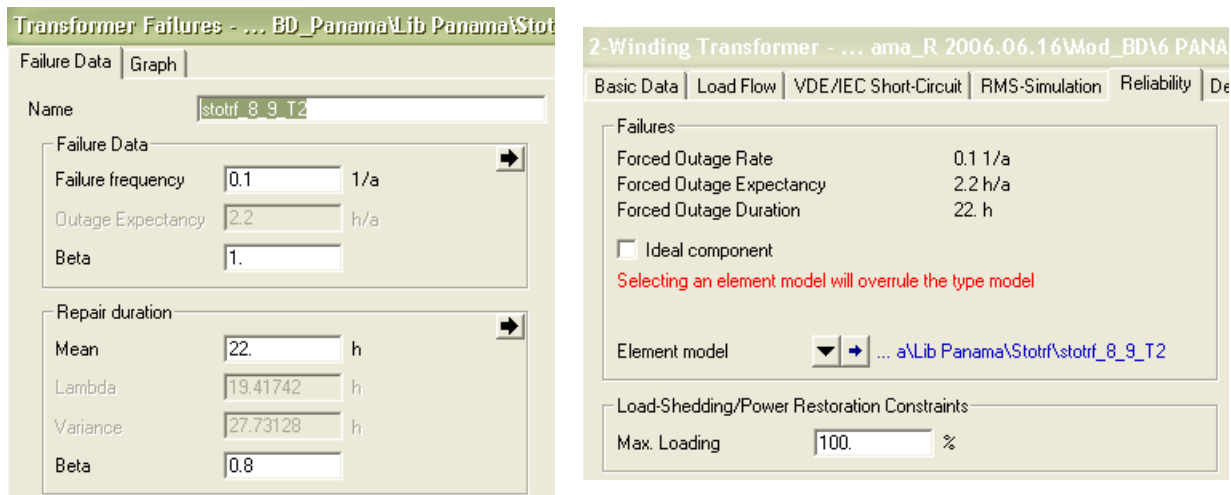 Transformer Failures - ... BD_Panama\Lib Panama\Stot
Failure Data Graph
Name stotrf_8_9_T2
Failure Data
Failure frequency 0.1 1/a
Outage Expectancy 2.2 h/a
Beta 1.
Repair duration
Mean 22. h
Lambda 19.41742 h
Variance 27.73128 h
Beta 0.8
2-Winding Transformer - ... ama_R 2006.06.16\Mod_BD\6 PANA
Basic Data Load Flow VDE/IEC Short-Circuit RMS-Simulation Reliability De
Failures
Forced Outage Rate 0.1 1/a
Forced Outage Expectancy 2.2 h/a
Forced Outage Duration 22. h
Ideal component
Selecting an element model will overrule the type model
Element model ... a\Lib Panama\Stotrf\stotrf_8_9_T2
Load-Shedding/Power Restoration Constraints
Max. Loading 100. %